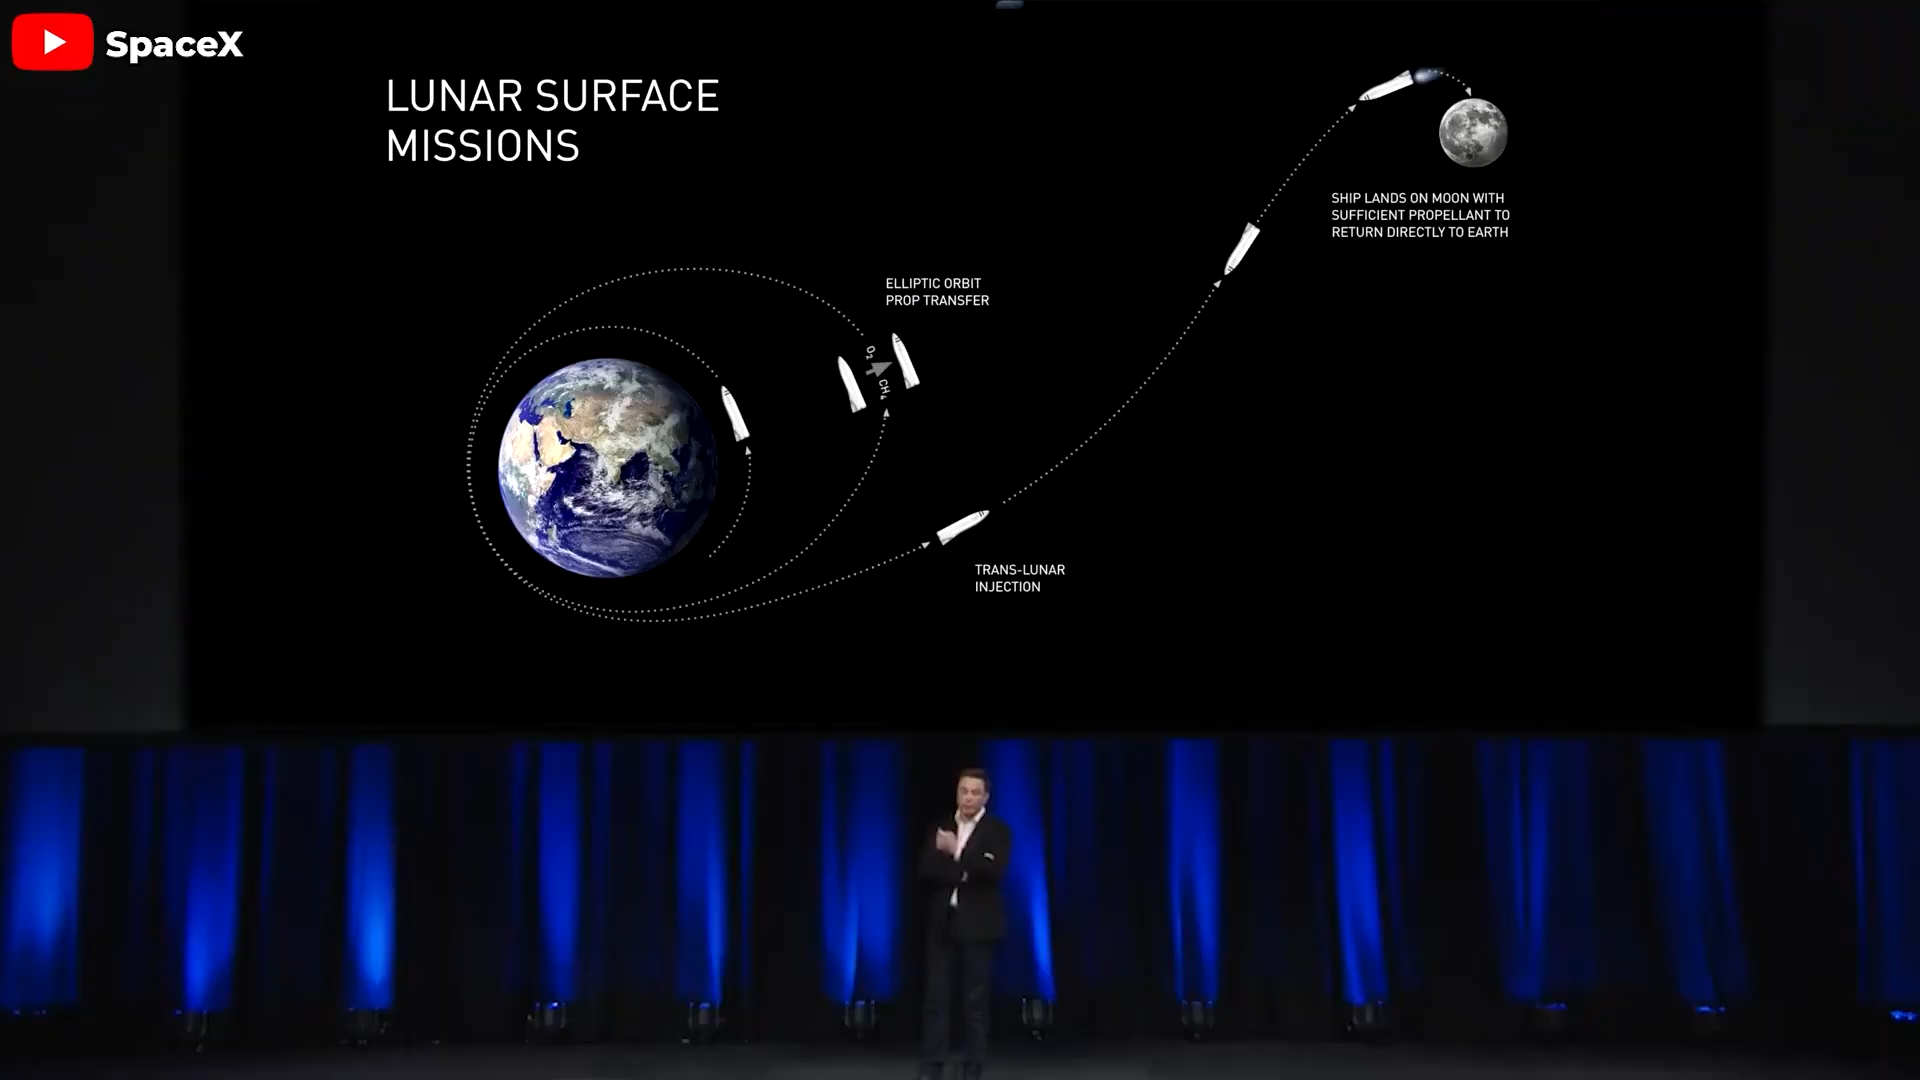 SpaceX
LUNAR SURFACE
MISSIONS
SHIP LANDS ON MOON WITH
SUFFICIENT PROPELLANT TO
RETURN DIRECTLY TO EARTH
ELLIPTIC ORBIT
PROP TRANSFER
O₂
CH₄
TRANS-LUNAR
INJECTION